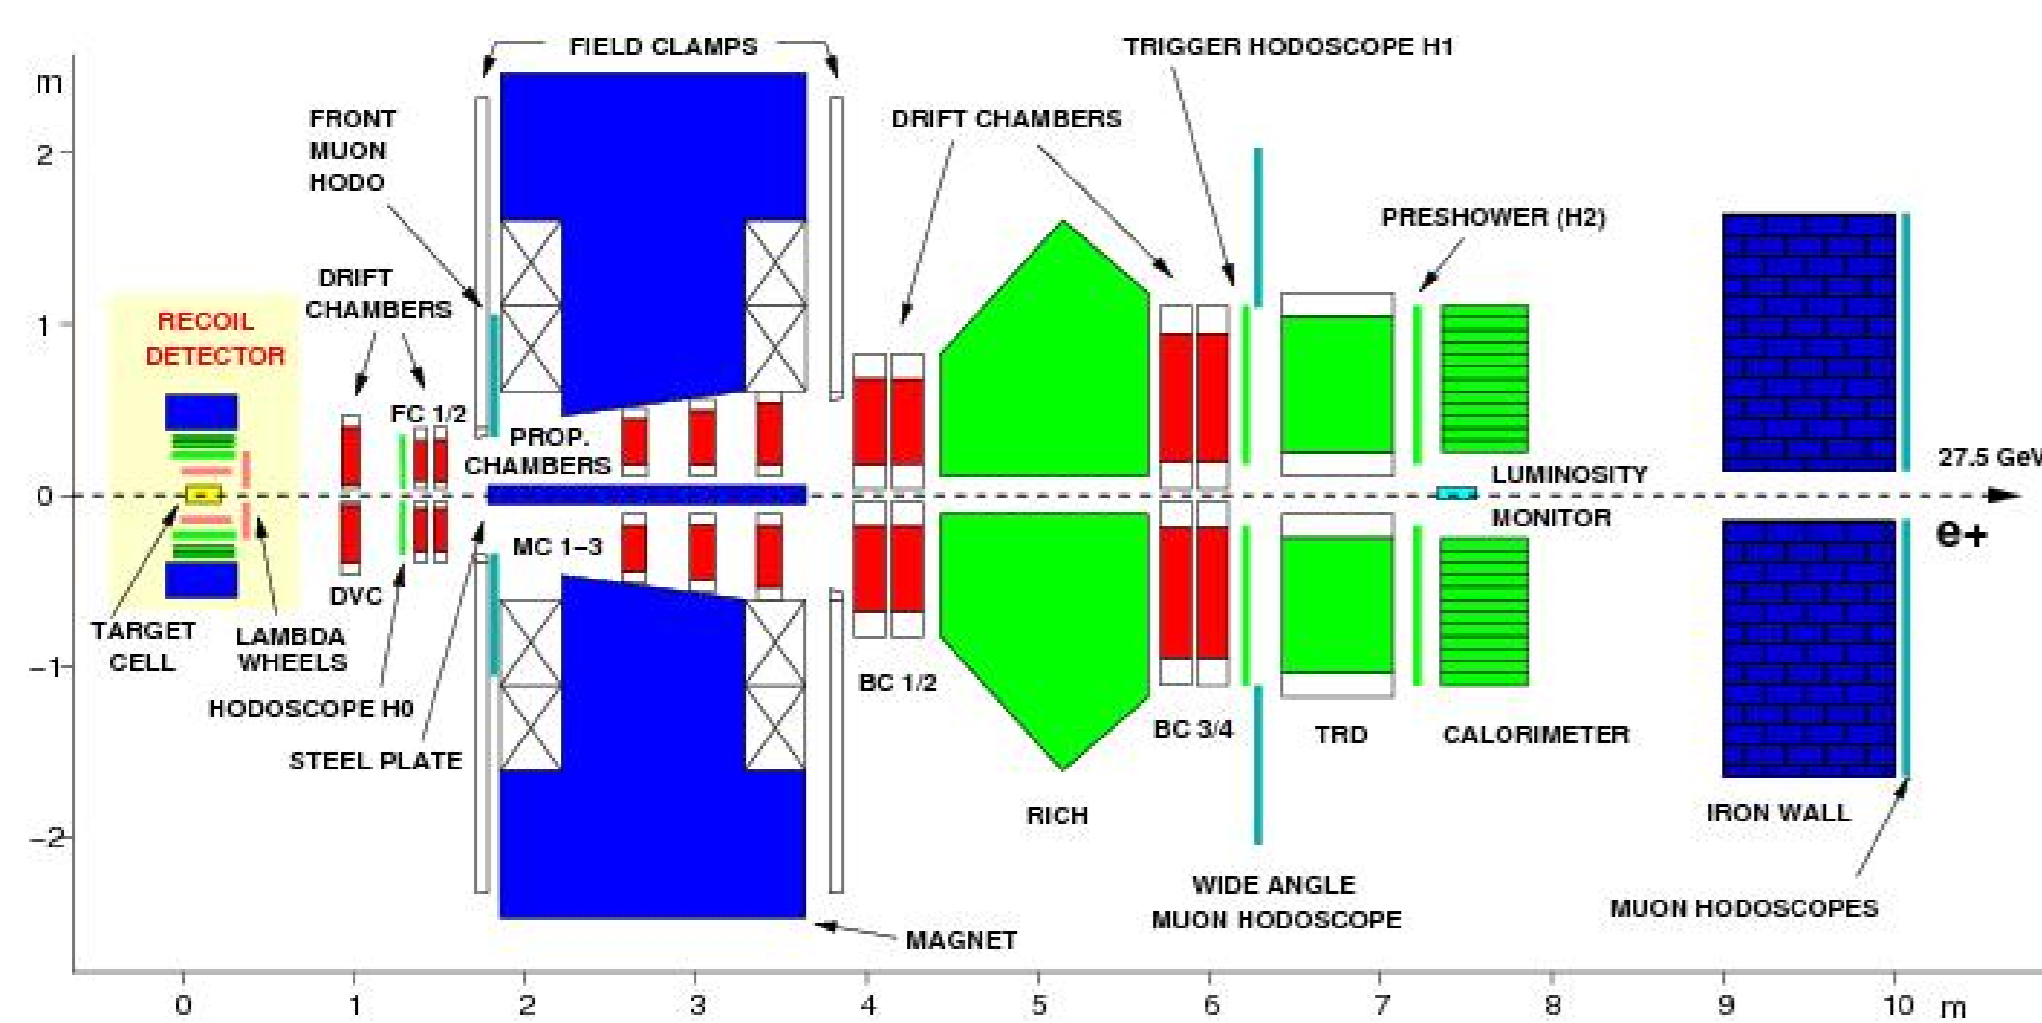 FIELD CLAMPS
TRIGGER HODOSCOPE H1
m
FRONT
MUON
HODO
DRIFT CHAMBERS
2
PRESHOWER (H2)
DRIFT
CHAMBERS
1
RECOIL
DETECTOR
FC 1/2
PROP.
CHAMBERS
27.5 GeV
LUMINOSITY
0
MONITOR
e+
MC 1–3
DVC
TARGET
CELL
LAMBDA
WHEELS
−1
BC 1/2
HODOSCOPE H0
BC 3/4
TRD
CALORIMETER
STEEL PLATE
RICH
IRON WALL
−2
WIDE ANGLE
MUON HODOSCOPE
MUON HODOSCOPES
MAGNET
0 1 2 3 4 5 6 7 8 9 10 m